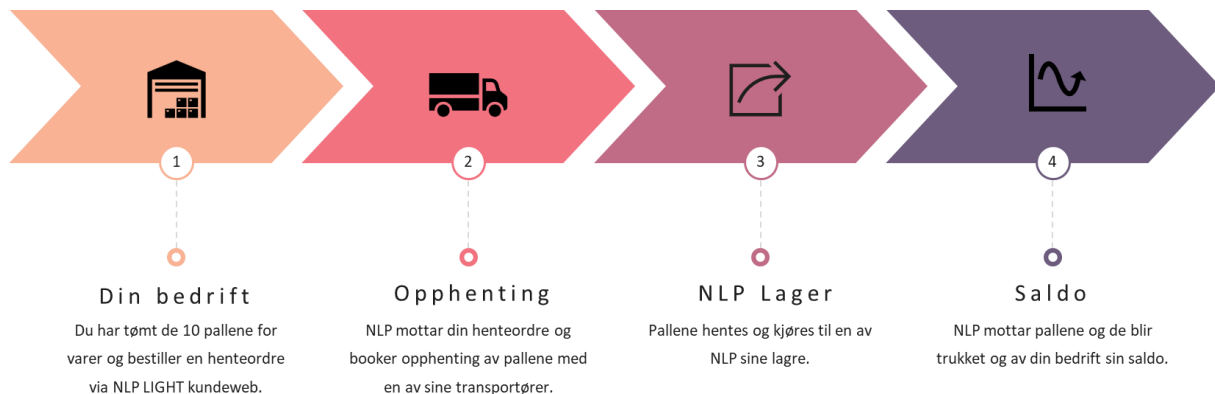 1
2
3
4
Din bedrift
Du har tømt de 10 pallene for
varer og bestiller en henteordre
via NLP LIGHT kundeweb.
Opphenting
NLP mottar din henteordre og
booker opphenting av pallene med
en av sine transportører.
NLP Lager
Pallene hentes og kjøres til en av
NLP sine lagre.
Saldo
NLP mottar pallene og de blir
trukket og av din bedrift sin saldo.